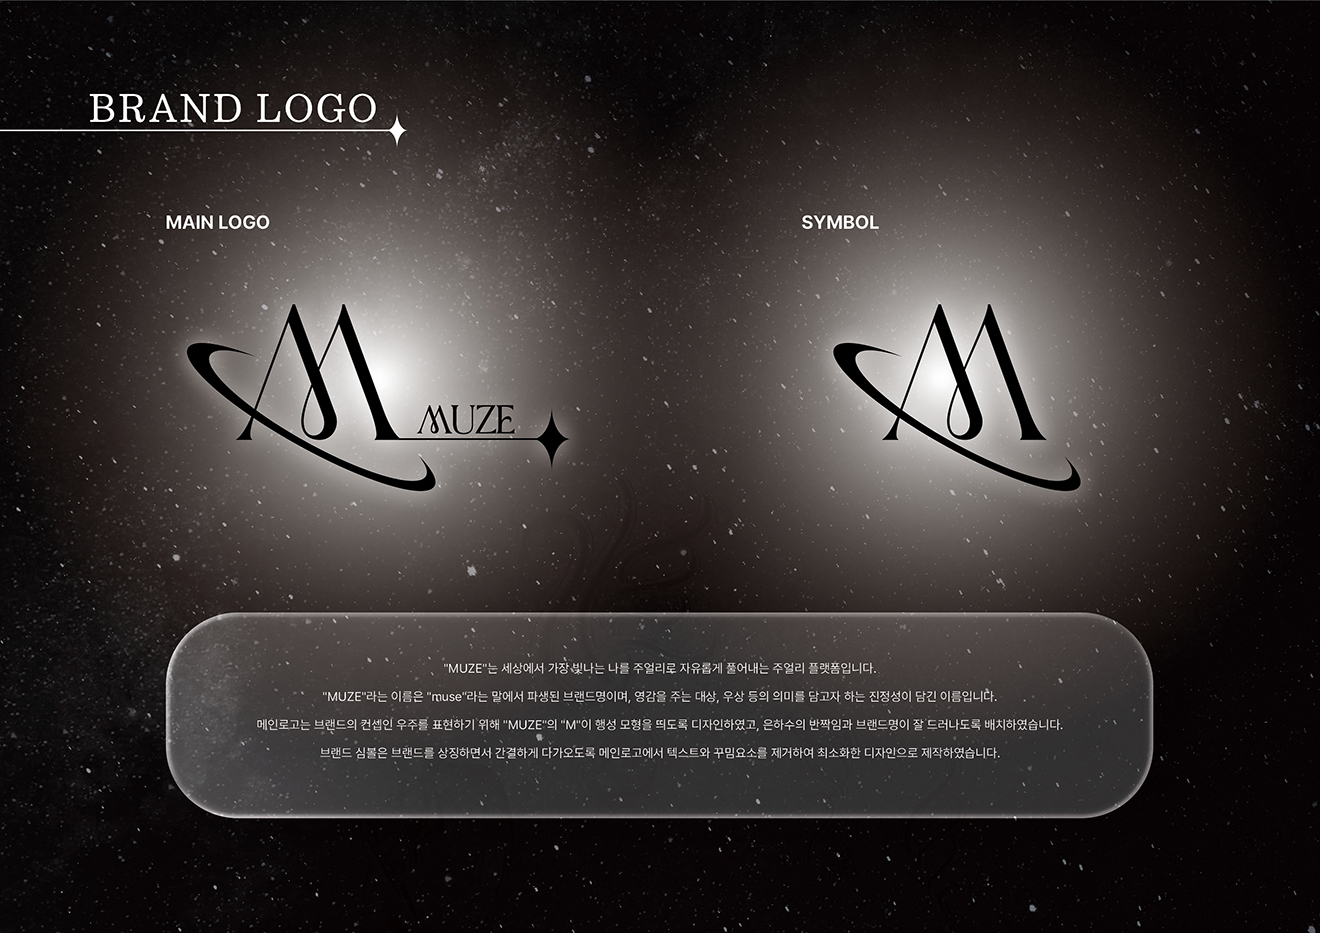 BRAND LOGO
MAIN LOGO
SYMBOL
M
MUZE
M
"MUZE"는 세상에서 가장 빛나는 나를 주얼리로 자유롭게 풀어내는 주얼리 플랫폼입니다.
"MUZE"라는 이름은 "muse"라는 말에서 파생된 브랜드명이며, 영감을 주는 대상, 우상 등의 의미를 담고자 하는 진정성이 담긴 이름입니다.
메인로고는 브랜드의 컨셉인 우주를 표현하기 위해 "MUZE"의 "M"이 행성 모형을 띄도록 디자인하였고, 은하수의 반짝임과 브랜드명이 잘 드러나도록 배치하였습니다.
브랜드 심볼은 브랜드를 상징하면서 간결하게 다가오도록 메인로고에서 텍스트와 꾸밈요소를 제거하여 최소화한 디자인으로 제작하였습니다.